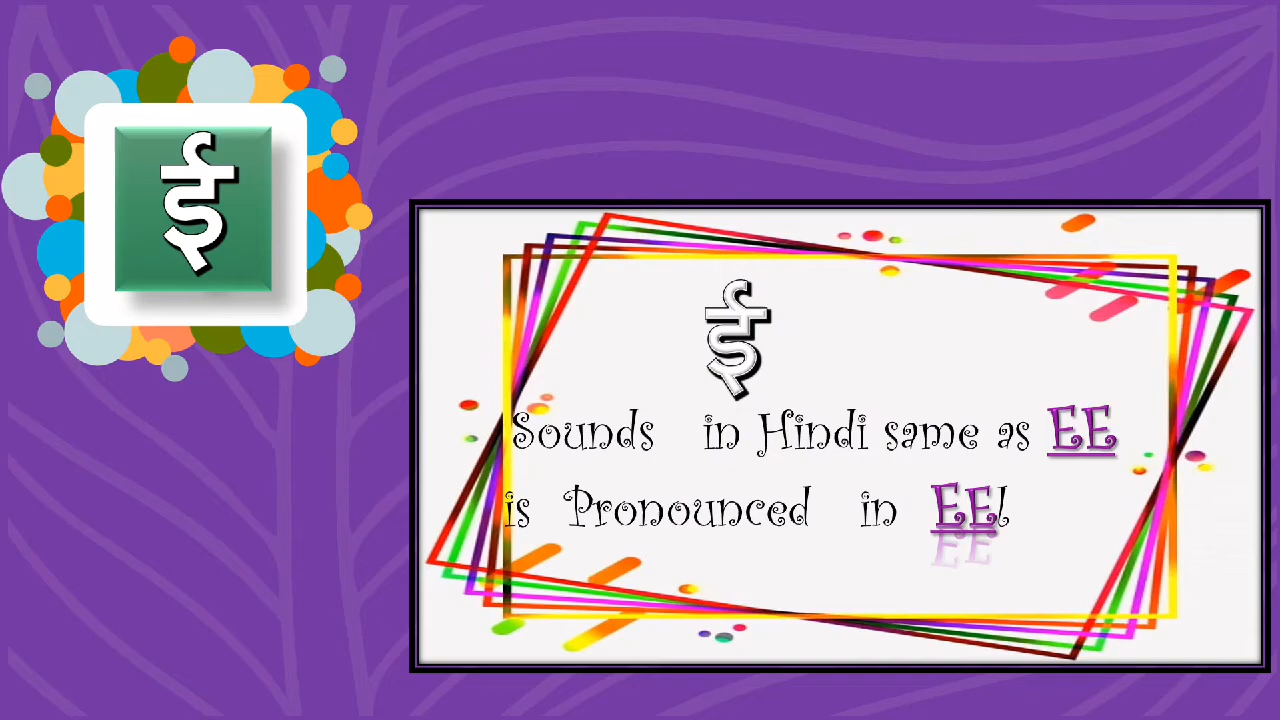 ई
ई
Sounds in Hindi same as EE
is Pronounced in EEl